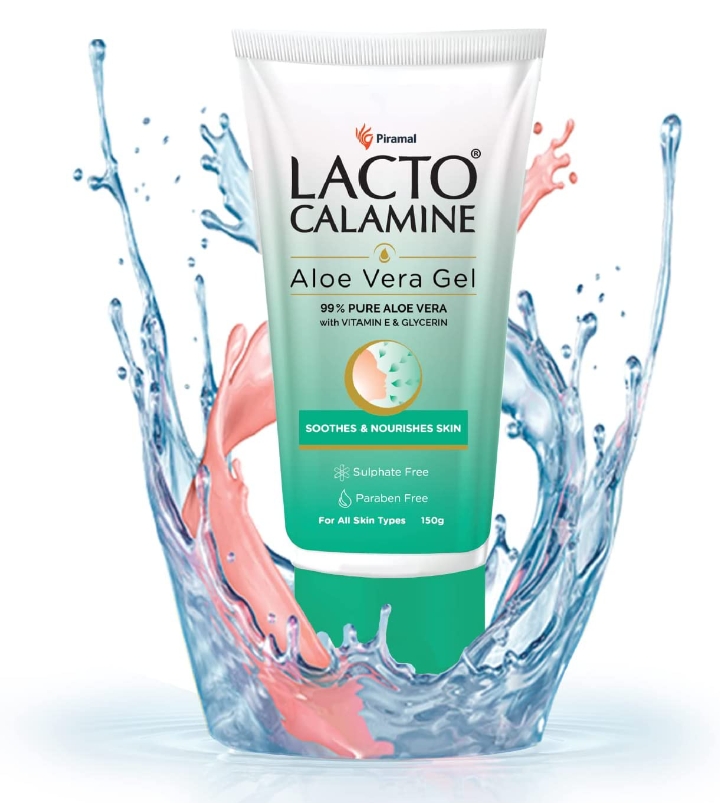 Piramal
LACTO®
CALAMINE
Aloe Vera Gel
99% PURE ALOE VERA
with VITAMIN E & GLYCERIN
SOOTHES & NOURISHES SKIN
Sulphate Free
Paraben Free
For All Skin Types 150g